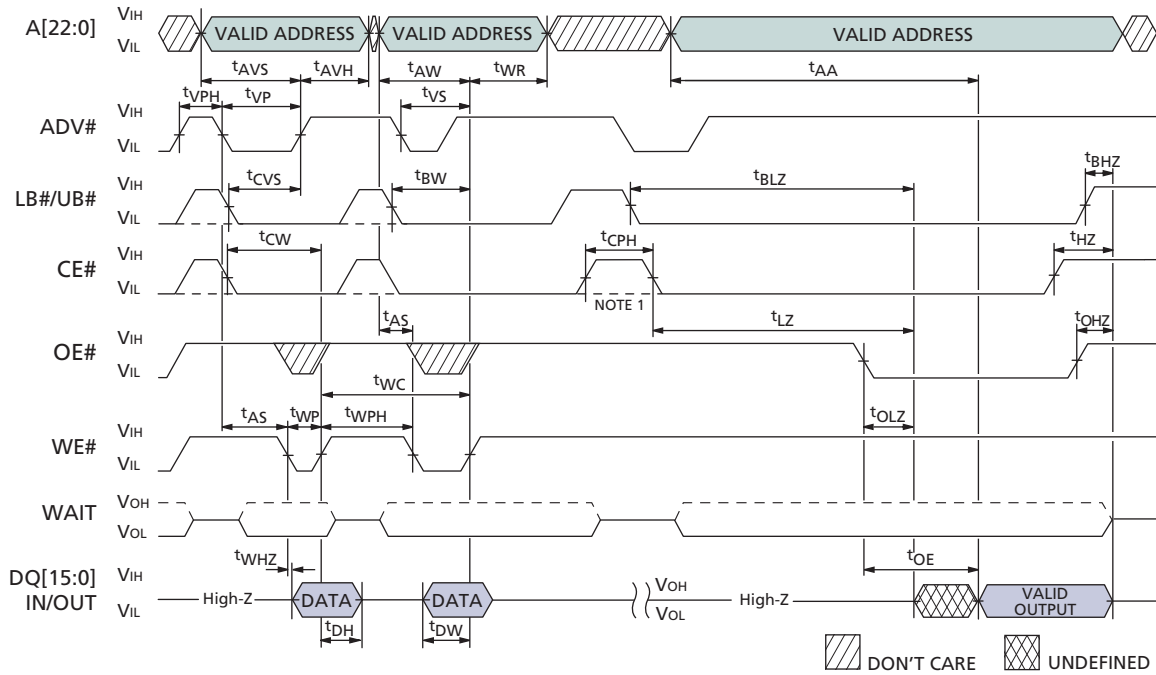 A[22:0] VIH VIL VALID ADDRESS VALID ADDRESS VALID ADDRESS
tAVS tAVH tAW tWR tAA
tVPH tVP tVS
ADV# VIH VIL
tCVS tBW tBLZ tBHZ
LB#/UB# VIH VIL
tCW tCPH tHZ
CE# VIH VIL NOTE 1
tAS tLZ tOHZ
OE# VIH VIL
tWC
tAS tWP tWPH tOLZ
WE# VIH VIL
WAIT VOH VOL
tWHZ tOE
DQ[15:0] IN/OUT VIH VIL High-Z DATA DATA VOH VOL High-Z VALID OUTPUT
tDH tDW
DON'T CARE UNDEFINED